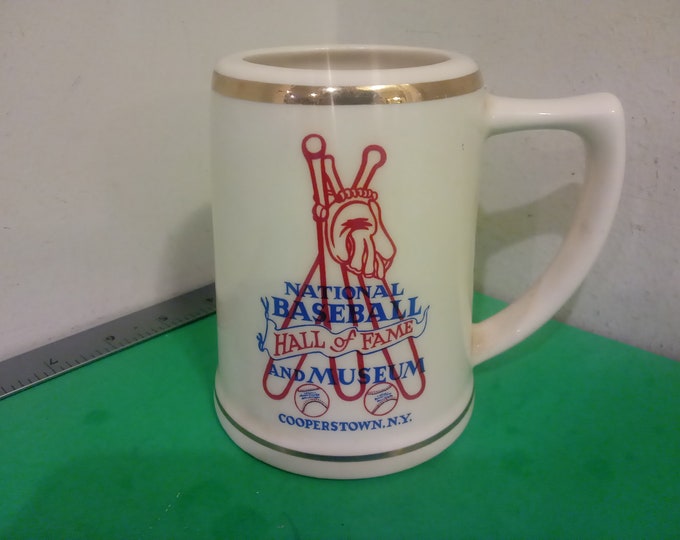 NATIONAL
BASEBALL
HALL OF FAME
AND MUSEUM
COOPERSTOWN, N.Y.